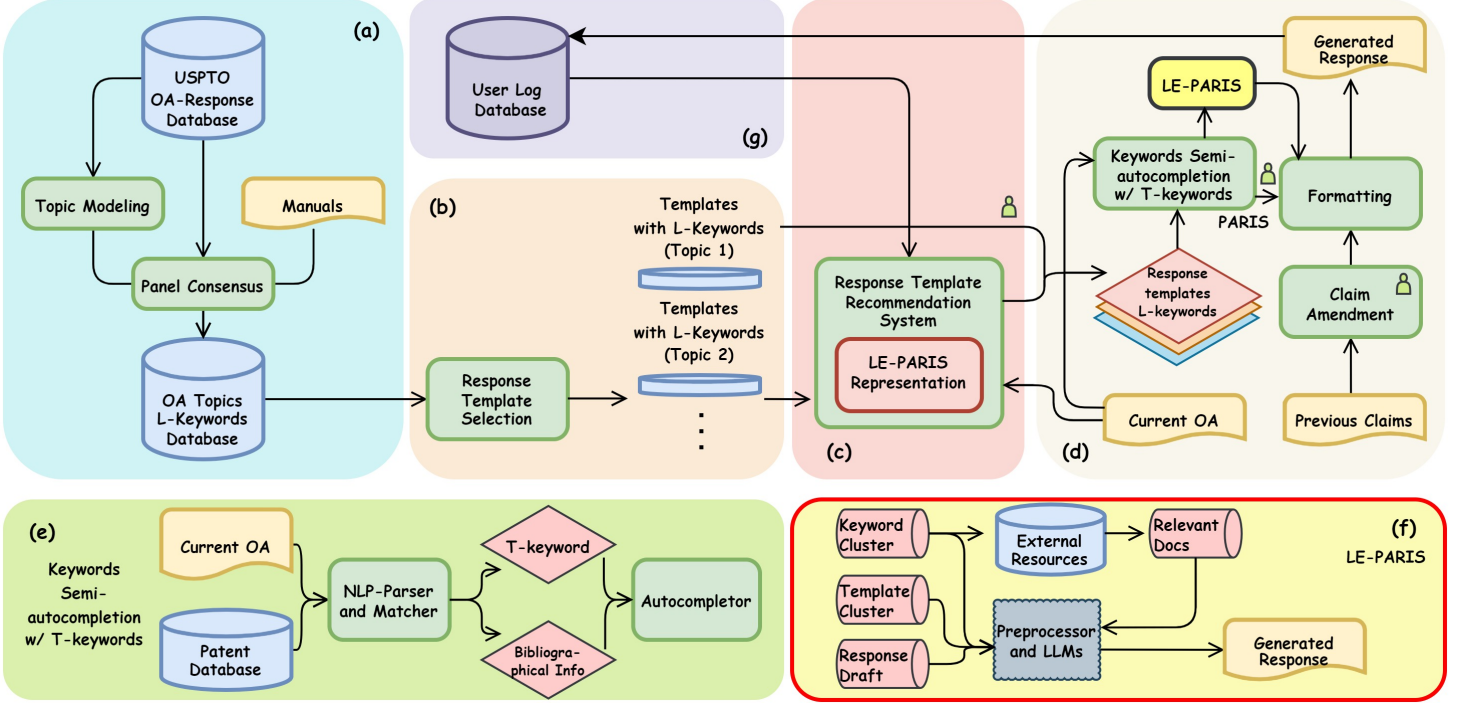 (a)
USPTO
OA-Response
Database
Topic Modeling
Manuals
Panel Consensus
OA Topics
L-Keywords
Database
User Log
Database
(g)
(b)
Templates
with L-Keywords
(Topic 1)
Templates
with L-Keywords
(Topic 2)
Response
Template
Selection
Response Template
Recommendation
System
LE-PARIS
Representation
(c)
Generated
Response
LE-PARIS
Keywords Semi-
autocompletion
w/ T-keywords
PARIS
Formatting
Response
templates
L-keywords
Claim
Amendment
Current OA
Previous Claims
(d)
(e)
Keywords
Semi-
autocompletion
w/ T-keywords
Current OA
Patent
Database
NLP-Parser
and Matcher
T-keyword
Bibliogra-
phical Info
Autocompletor
(f)
LE-PARIS
Keyword
Cluster
External
Resources
Relevant
Docs
Template
Cluster
Preprocessor
and LLMs
Response
Draft
Generated
Response